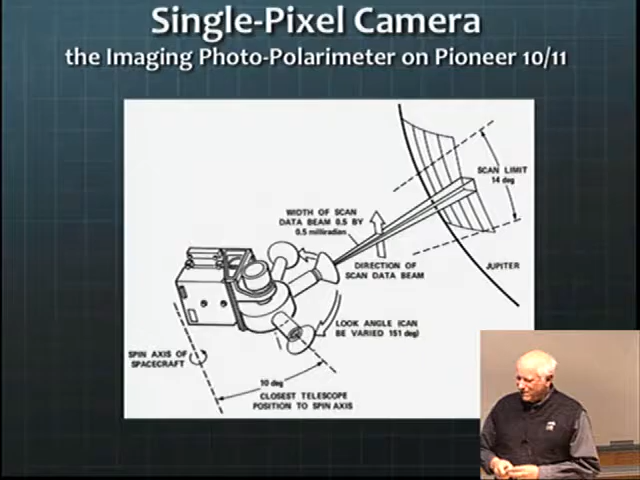 Single-Pixel Camera
the Imaging Photo-Polarimeter on Pioneer 10/11
SCAN LIMIT
14 deg
WIDTH OF SCAN
DATA BEAM 0.5 BY
0.5 milliradian
DIRECTION OF
SCAN DATA BEAM
JUPITER
LOOK ANGLE (CAN
BE VARIED 151 deg)
SPIN AXIS OF
SPACECRAFT
10 deg
CLOSEST TELESCOPE
POSITION TO SPIN AXIS